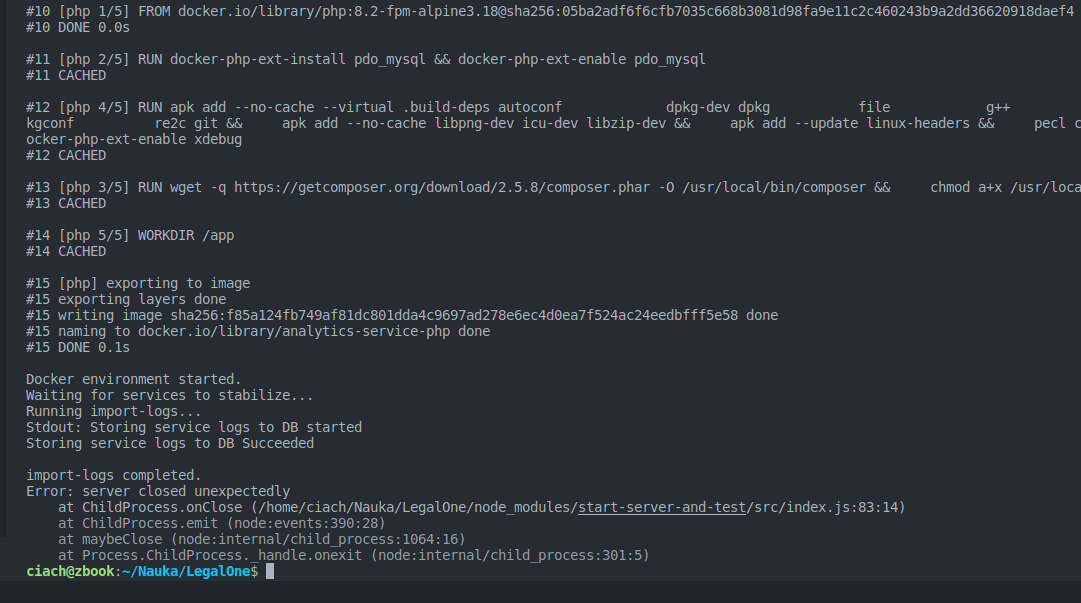 #10 [php 1/5] FROM docker.io/library/php:8.2-fpm-alpine3.18@sha256:05ba2adf6f6cfb7035c668b3081d98fa9e11c2c460243b9a2dd36620918daef4
#10 DONE 0.0s
#11 [php 2/5] RUN docker-php-ext-install pdo_mysql && docker-php-ext-enable pdo_mysql
#11 CACHED
#12 [php 4/5] RUN apk add --no-cache --virtual .build-deps autoconf             dpkg-dev dpkg           file            g++
kgconf          re2c git &&     apk add --no-cache libpng-dev icu-dev libzip-dev &&     apk add --update linux-headers &&     pecl c
ocker-php-ext-enable xdebug
#12 CACHED
#13 [php 3/5] RUN wget -q https://getcomposer.org/download/2.5.8/composer.phar -O /usr/local/bin/composer &&     chmod a+x /usr/loca
#13 CACHED
#14 [php 5/5] WORKDIR /app
#14 CACHED
#15 [php] exporting to image
#15 exporting layers done
#15 writing image sha256:f85a124fb749af81dc801dda4c9697ad278e6ec4d0ea7f524ac24eedbfff5e58 done
#15 naming to docker.io/library/analytics-service-php done
#15 DONE 0.1s
Docker environment started.
Waiting for services to stabilize...
Running import-logs...
Stdout: Storing service logs to DB started
Storing service logs to DB Succeeded
import-logs completed.
Error: server closed unexpectedly
    at ChildProcess.onClose (/home/ciach/Nauka/LegalOne/node_modules/start-server-and-test/src/index.js:83:14)
    at ChildProcess.emit (node:events:390:28)
    at maybeClose (node:internal/child_process:1064:16)
    at Process.ChildProcess._handle.onexit (node:internal/child_process:301:5)
ciach@zbook:~/Nauka/LegalOne$